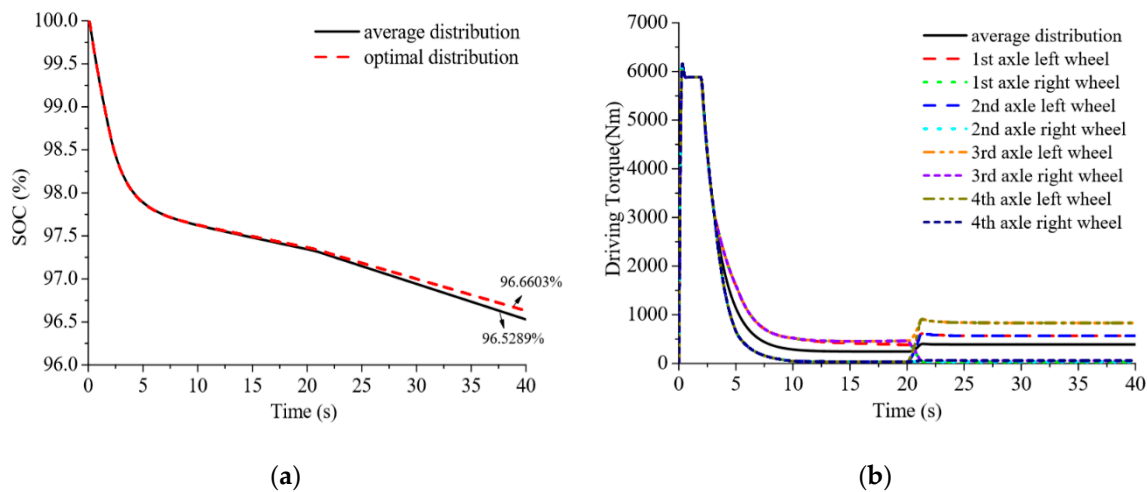 100.0
99.5
99.0
98.5
98.0
97.5
97.0
96.5
96.0
SOC (%)
average distribution
optimal distribution
96.6603%
96.5289%
0 5 10 15 20 25 30 35 40
Time (s)
(a)
7000
6000
5000
4000
3000
2000
1000
0
Driving Torque(Nm)
average distribution
1st axle left wheel
1st axle right wheel
2nd axle left wheel
2nd axle right wheel
3rd axle left wheel
3rd axle right wheel
4th axle left wheel
4th axle right wheel
0 5 10 15 20 25 30 35 40
Time (s)
(b)